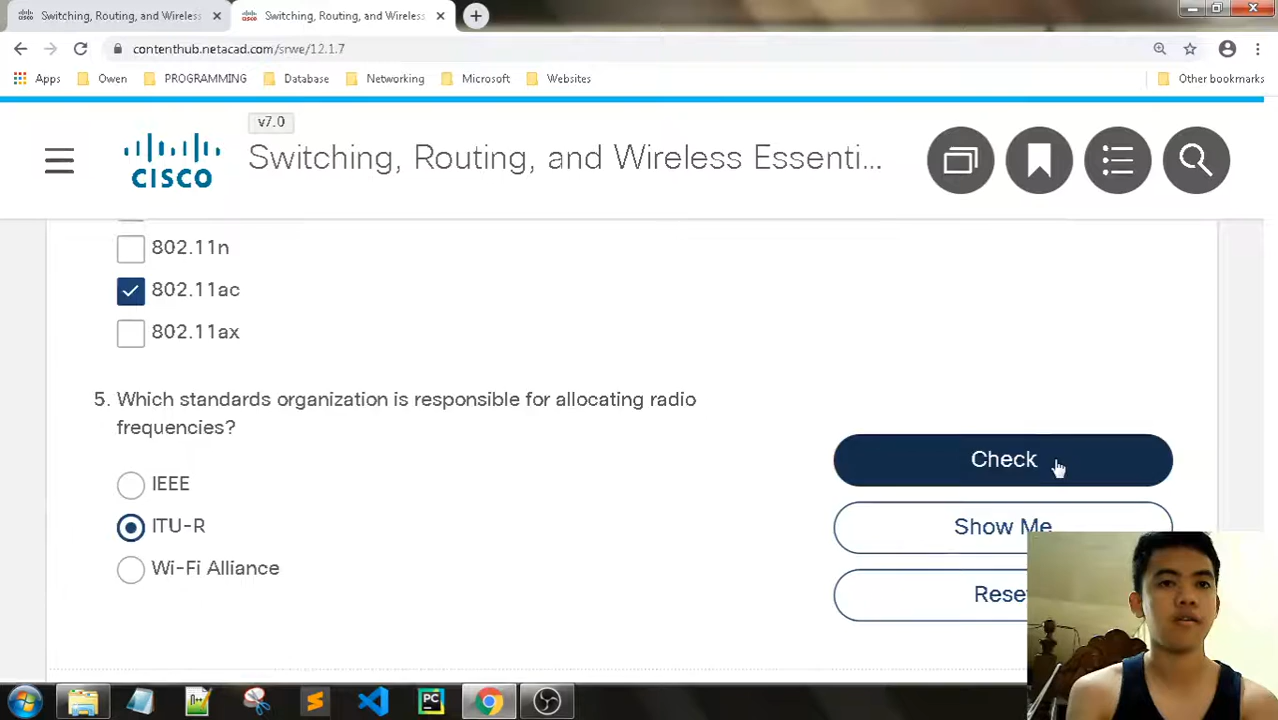 Switching, Routing, and Wireless
Switching, Routing, and Wireless
contenthub.netacad.com/srwe/12.1.7
Apps Owen PROGRAMMING Database Networking Microsoft Websites Other bookmarks
v7.0
CISCO
Switching, Routing, and Wireless Essenti...
802.11n
802.11ac
802.11ax
5. Which standards organization is responsible for allocating radio
frequencies?
IEEE
ITU-R
Wi-Fi Alliance
Check
Show Me
Rese
PC